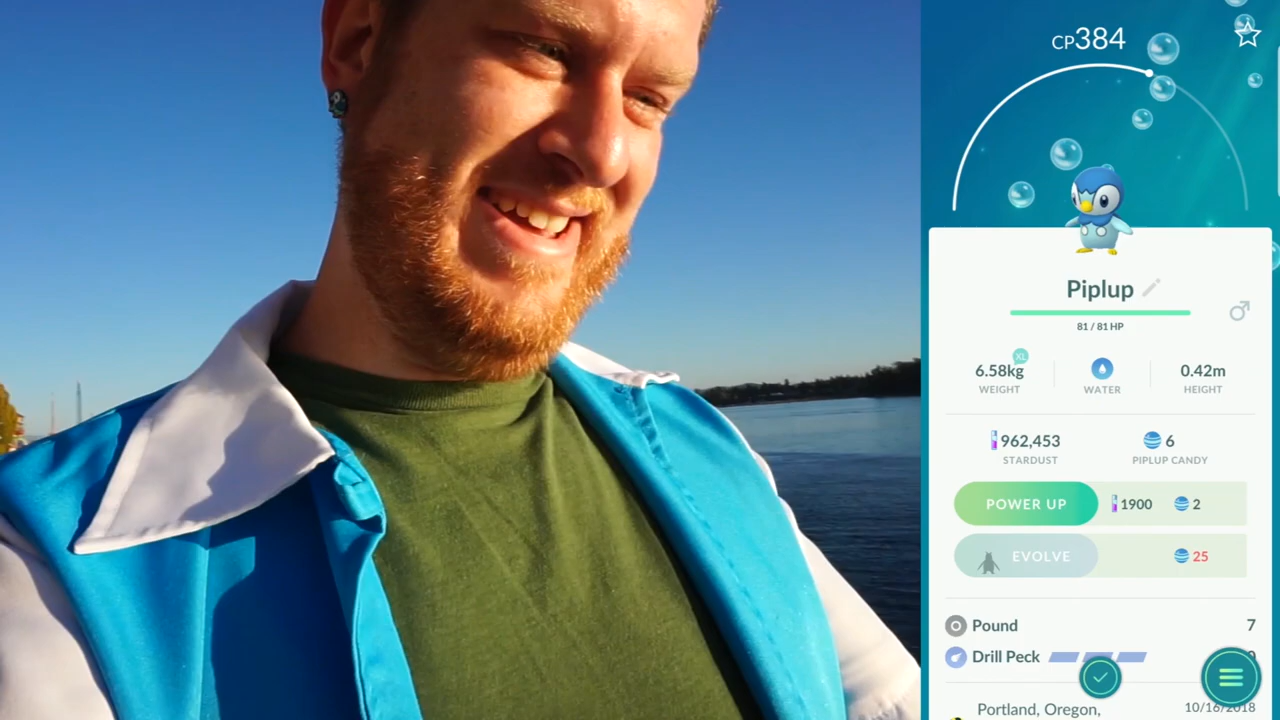 CP384
Piplup
81 / 81 HP
6.58kg XL
WEIGHT
WATER
0.42m
HEIGHT
962,453
STARDUST
6
PIPLUP CANDY
POWER UP 1900 2
EVOLVE 25
Pound 7
Drill Peck
Portland, Oregon,
10/16/2018